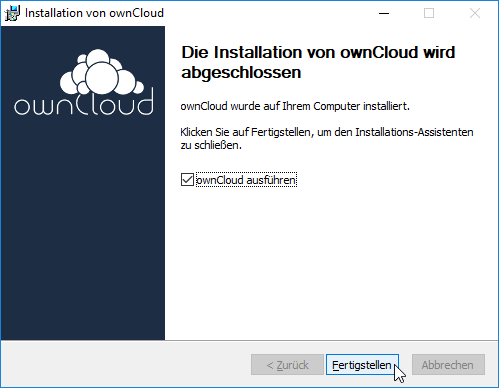 Installation von ownCloud
ownCloud
Die Installation von ownCloud wird
abgeschlossen
ownCloud wurde auf Ihrem Computer installiert.
Klicken Sie auf Fertigstellen, um den Installations-Assistenten
zu schließen.
ownCloud ausführen
< Zurück
Fertigstellen
Abbrechen